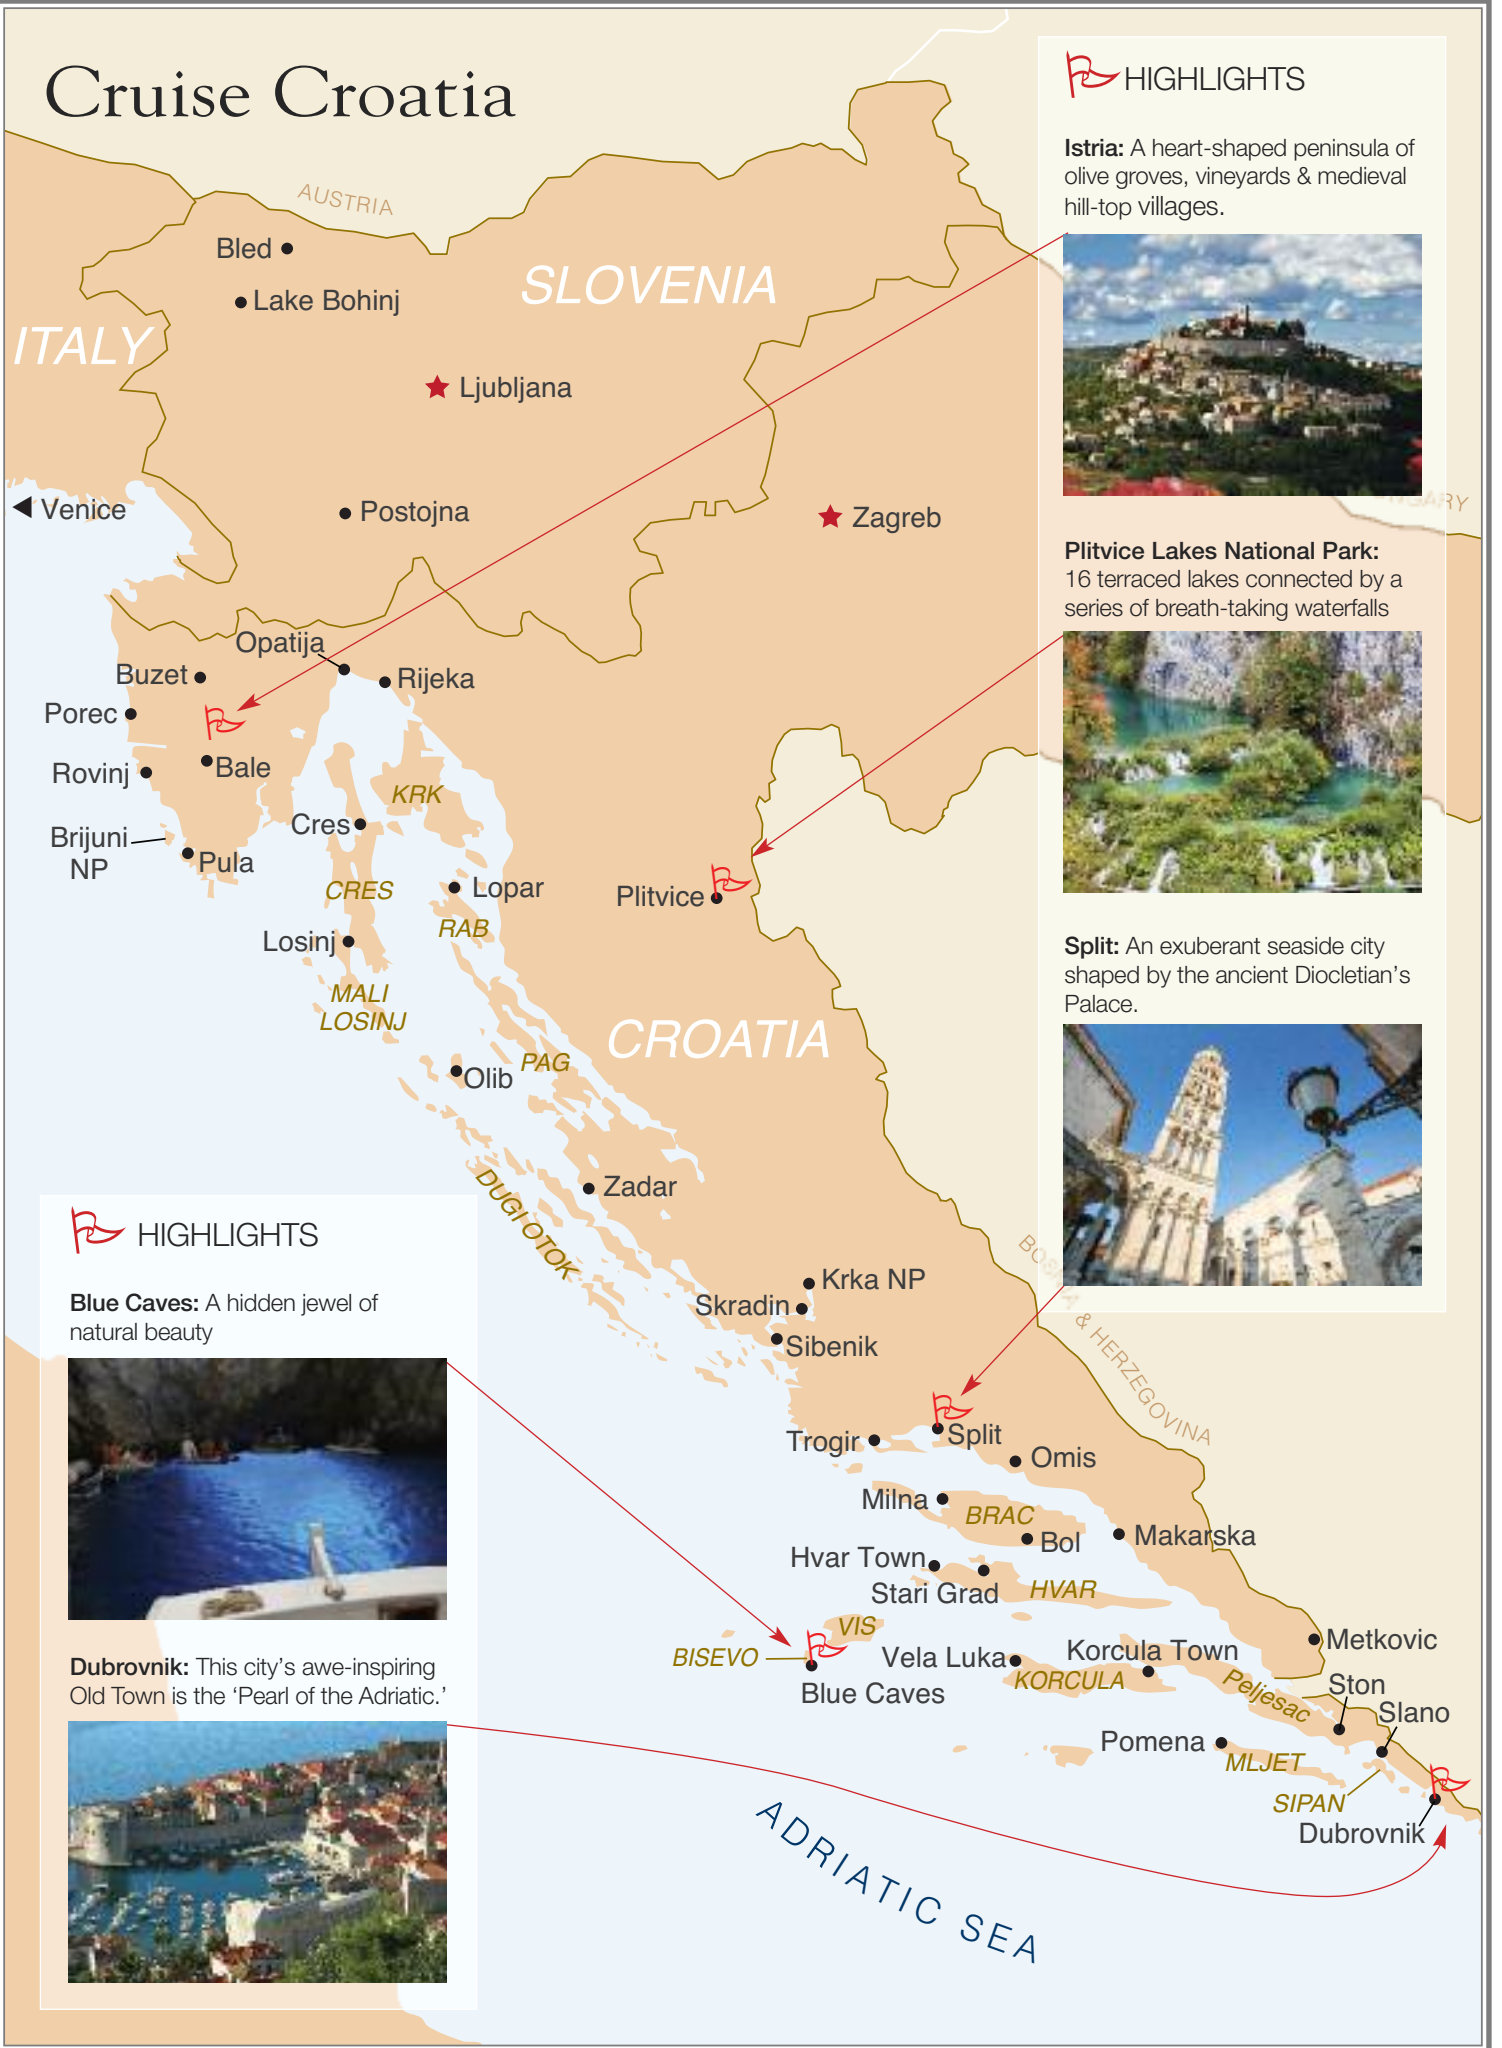 Cruise Croatia
HIGHLIGHTS
Istria: A heart-shaped peninsula of
olive groves, vineyards & medieval
hill-top villages.
Plitvice Lakes National Park:
16 terraced lakes connected by a
series of breath-taking waterfalls
Split: An exuberant seaside city
shaped by the ancient Diocletian’s
Palace.
AUSTRIA
Bled
Lake Bohinj
SLOVENIA
ITALY
Ljubljana
Venice
Postojna
Zagreb
Opatija
Buzet
Rijeka
Porec
Bale
Rovinj
KRK
Cres
Brijuni
NP
Pula
CRES
Lopar
Plitvice
RAB
Losinj
MALI
LOSINJ
CROATIA
PAG
Olib
Zadar
DUGI OTOK
BOSNIA & HERZEGOVINA
Krka NP
Skradin
Sibenik
Trogir
Split
Omis
Milna
BRAC
Bol
Makarska
Hvar Town
Stari Grad
HVAR
VIS
BISEVO
Blue Caves
Vela Luka
Korcula Town
KORCULA
Metkovic
Peljesac
Ston
Slano
Pomena
MLJET
SIPAN
Dubrovnik
ADRIATIC SEA
HIGHLIGHTS
Blue Caves: A hidden jewel of
natural beauty
Dubrovnik: This city’s awe-inspiring
Old Town is the ‘Pearl of the Adriatic.’